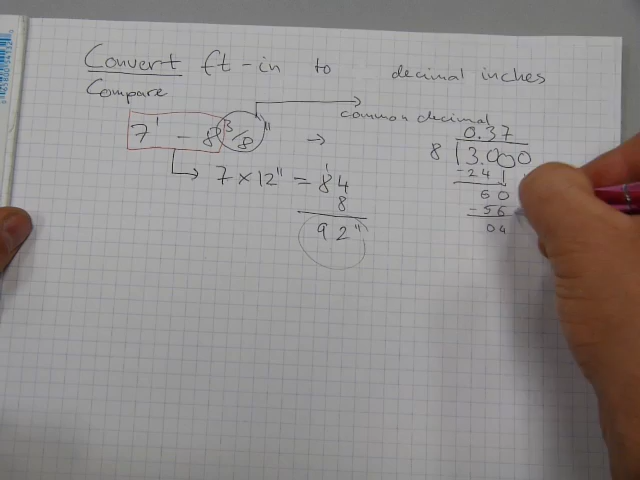 Convert ft-in to decimal inches
Compare
common decimal
7' - 8 3/8" →
7 × 12" = 84
1
8
92"
0.37
8 3.000
-24
60
-56
04